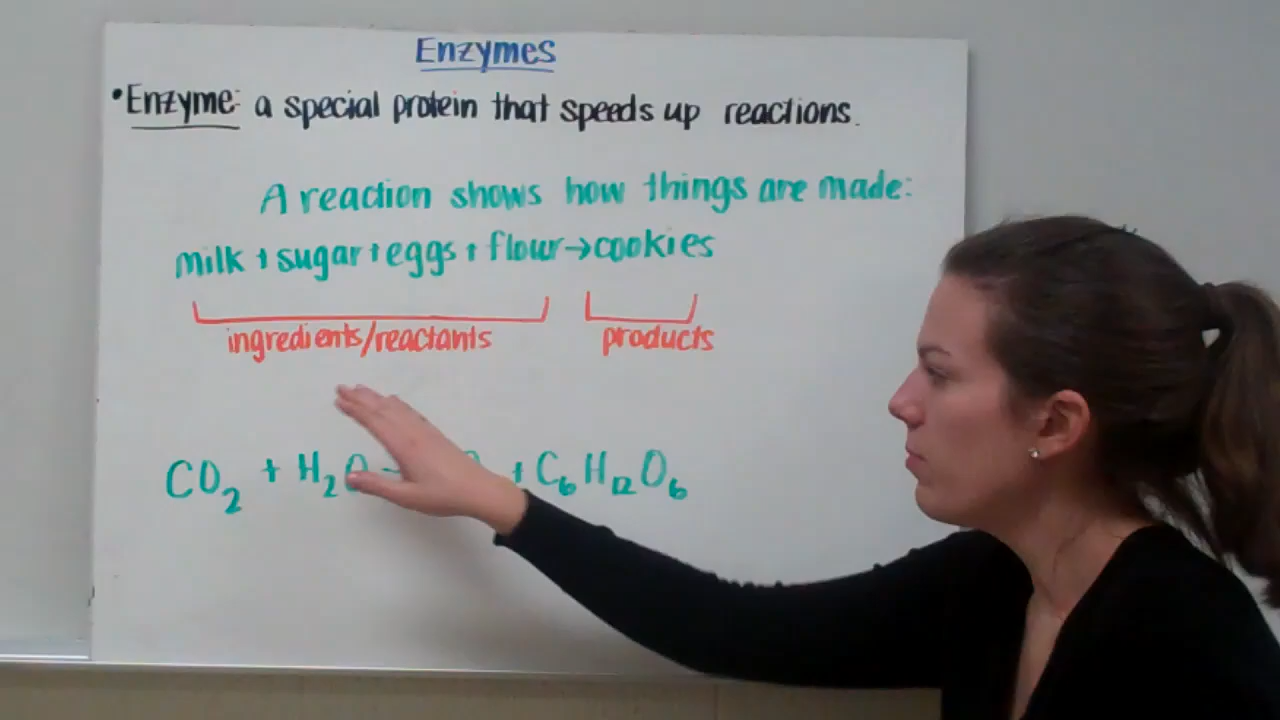 Enzymes
•Enzyme: a special protein that speeds up reactions.
A reaction shows how things are made:
milk + sugar + eggs + flour→cookies
ingredients/reactants products
CO2 + H2O + C6H12O6